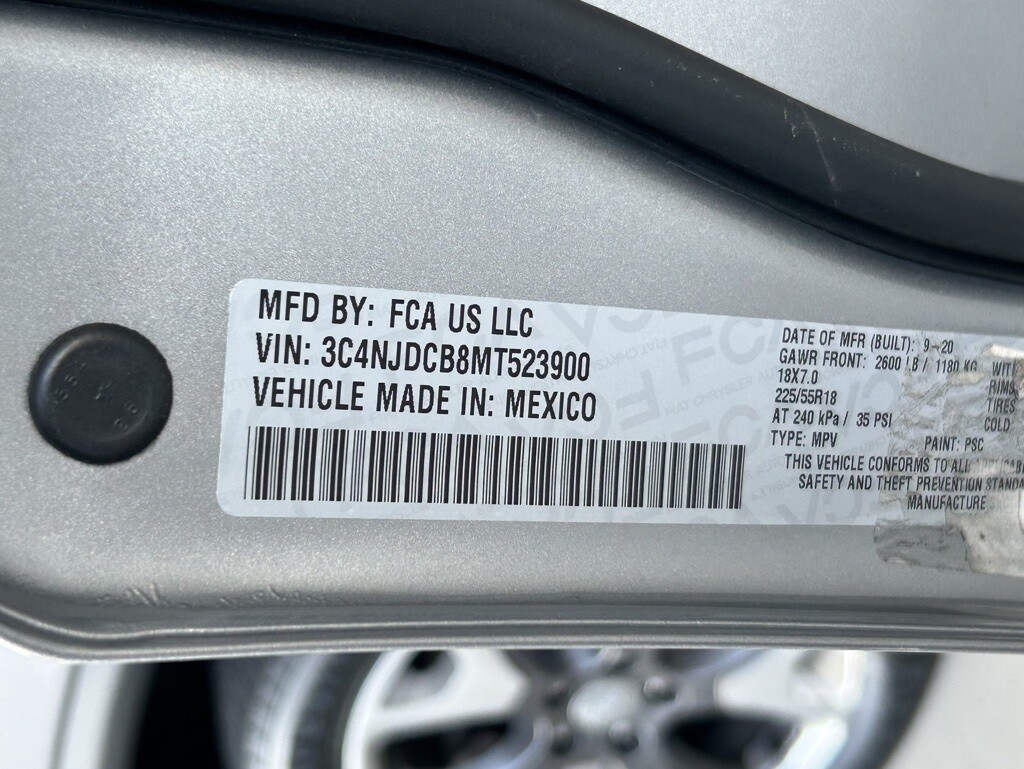 MFD BY: FCA US LLC
VIN: 3C4NJDCB8MT523900
VEHICLE MADE IN: MEXICO
DATE OF MFR (BUILT): 9-20
GAWR FRONT: 2600 LB / 1180 KG WITH
18X7.0 RIMS
225/55R18 TIRES
AT 240 kPa / 35 PSI COLD
TYPE: MPV PAINT: PSC
THIS VEHICLE CONFORMS TO ALL
SAFETY AND THEFT PREVENTION STANDA
MANUFACTURE